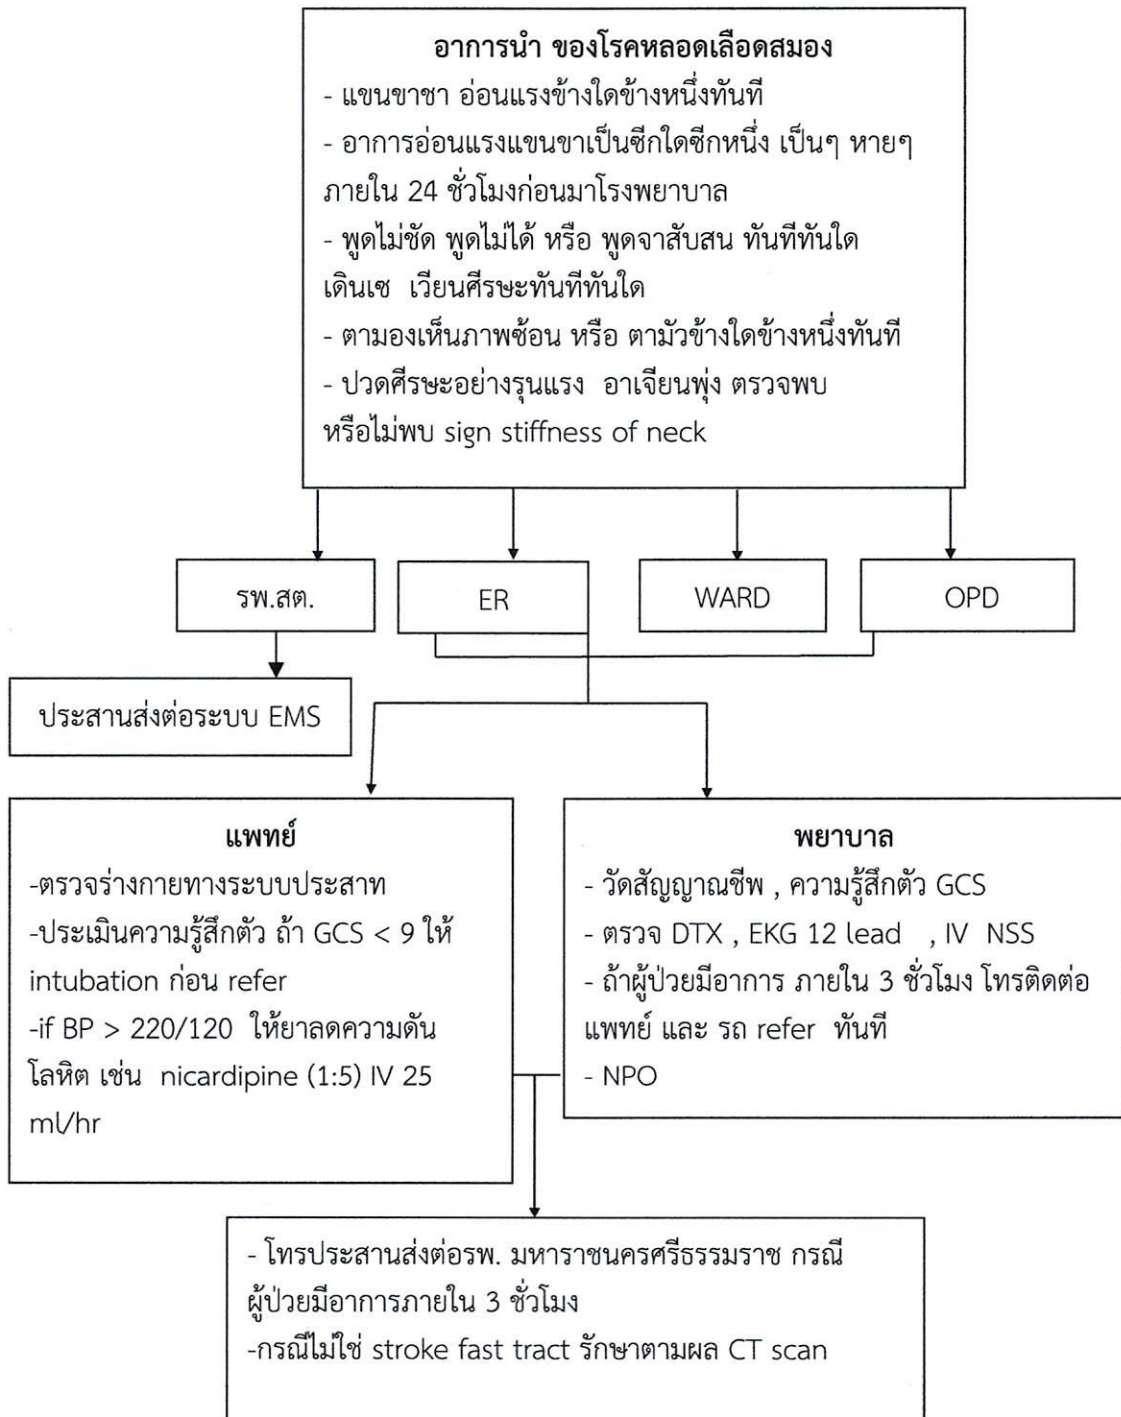 อาการนำ ของโรคหลอดเลือดสมอง
- แขนขาชา อ่อนแรงข้างใดข้างหนึ่งทันที
- อาการอ่อนแรงแขนขาเป็นซีกใดซีกหนึ่ง เป็นๆ หายๆ
ภายใน 24 ชั่วโมงก่อนมาโรงพยาบาล
- พูดไม่ชัด พูดไม่ได้ หรือ พูดจาสับสน ทันทีทันใด
เดินเซ เวียนศีรษะทันทีทันใด
- ตามองเห็นภาพซ้อน หรือ ตามัวข้างใดข้างหนึ่งทันที
- ปวดศีรษะอย่างรุนแรง อาเจียนพุ่ง ตรวจพบ
หรือไม่พบ sign stiffness of neck
รพ.สต.
ER
WARD
OPD
ประสานส่งต่อระบบ EMS
แพทย์
-ตรวจร่างกายทางระบบประสาท
-ประเมินความรู้สึกตัว ถ้า GCS < 9 ให้
intubation ก่อน refer
-if BP > 220/120 ให้ยาลดความดัน
โลหิต เช่น nicardipine (1:5) IV 25
ml/hr
พยาบาล
- วัดสัญญาณชีพ , ความรู้สึกตัว GCS
- ตรวจ DTX , EKG 12 lead , IV NSS
- ถ้าผู้ป่วยมีอาการ ภายใน 3 ชั่วโมง โทรติดต่อ
แพทย์ และ รถ refer ทันที
- NPO
- โทรประสานส่งต่อรพ. มหาราชนครศรีธรรมราช กรณี
ผู้ป่วยมีอาการภายใน 3 ชั่วโมง
-กรณีไม่ใช่ stroke fast tract รักษาตามผล CT scan